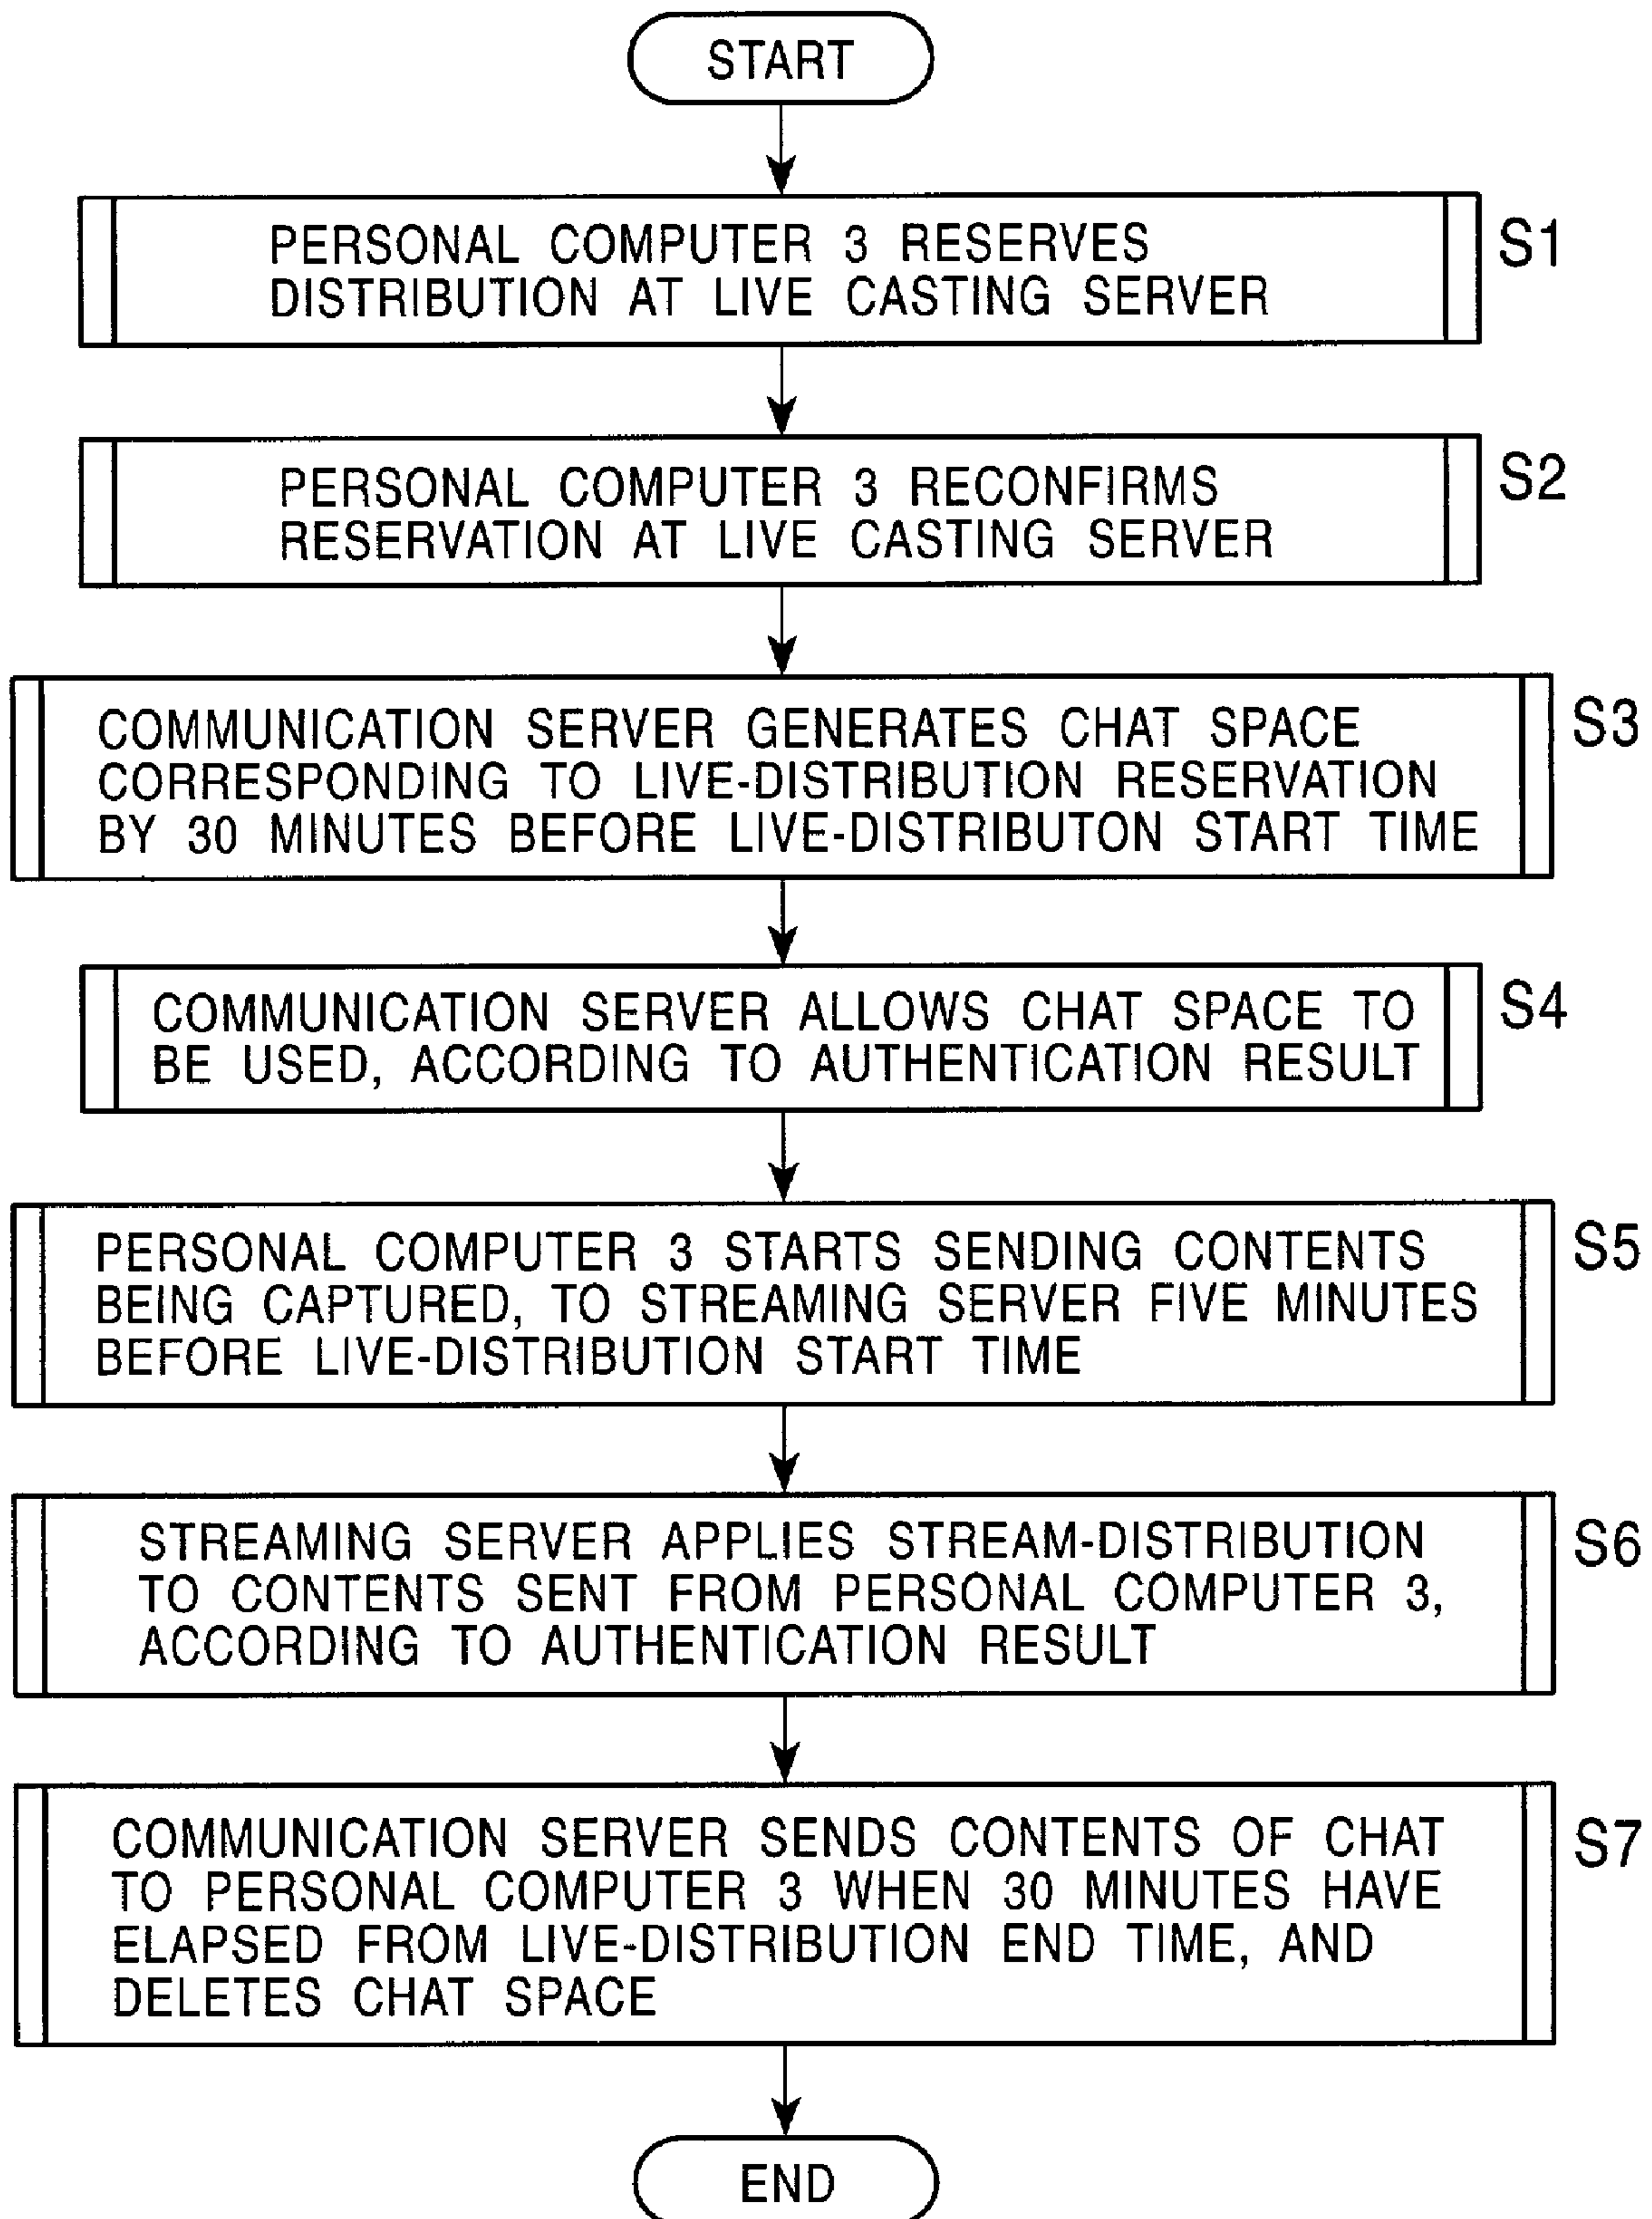 START
PERSONAL COMPUTER 3 RESERVES
DISTRIBUTION AT LIVE CASTING SERVER
S1
PERSONAL COMPUTER 3 RECONFIRMS
RESERVATION AT LIVE CASTING SERVER
S2
COMMUNICATION SERVER GENERATES CHAT SPACE
CORRESPONDING TO LIVE-DISTRIBUTION RESERVATION
BY 30 MINUTES BEFORE LIVE-DISTRIBUTON START TIME
S3
COMMUNICATION SERVER ALLOWS CHAT SPACE TO
BE USED, ACCORDING TO AUTHENTICATION RESULT
S4
PERSONAL COMPUTER 3 STARTS SENDING CONTENTS
BEING CAPTURED, TO STREAMING SERVER FIVE MINUTES
BEFORE LIVE-DISTRIBUTION START TIME
S5
STREAMING SERVER APPLIES STREAM-DISTRIBUTION
TO CONTENTS SENT FROM PERSONAL COMPUTER 3,
ACCORDING TO AUTHENTICATION RESULT
S6
COMMUNICATION SERVER SENDS CONTENTS OF CHAT
TO PERSONAL COMPUTER 3 WHEN 30 MINUTES HAVE
ELAPSED FROM LIVE-DISTRIBUTION END TIME, AND
DELETES CHAT SPACE
S7
END